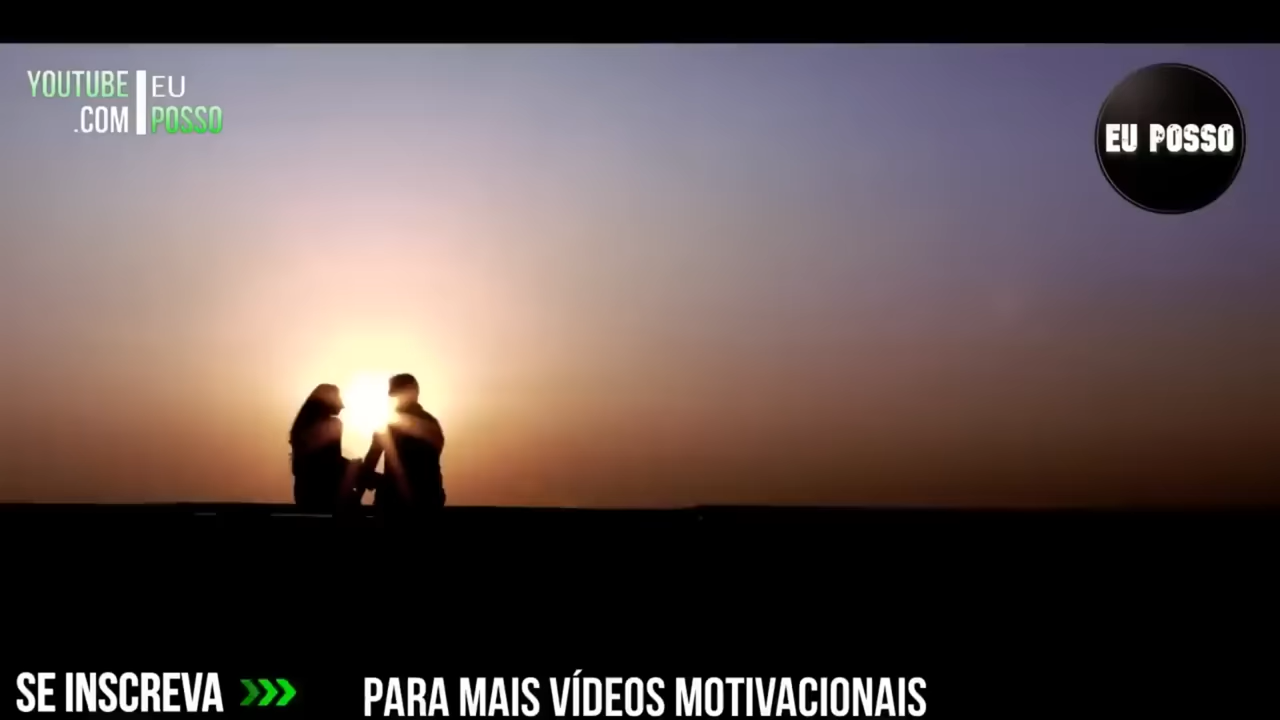 YOUTUBE
.COM
EU
POSSO
EU POSSO
SE INSCREVA
PARA MAIS VÍDEOS MOTIVACIONAIS